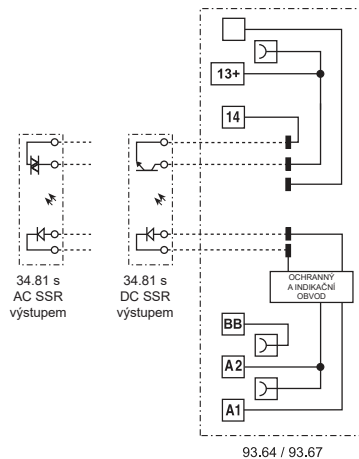 13+
14
34.81 s
AC SSR
výstupem
34.81 s
DC SSR
výstupem
OCHRANNÝ
A INDIKAČNÍ
OBVOD
BB
A2
A1
93.64 / 93.67